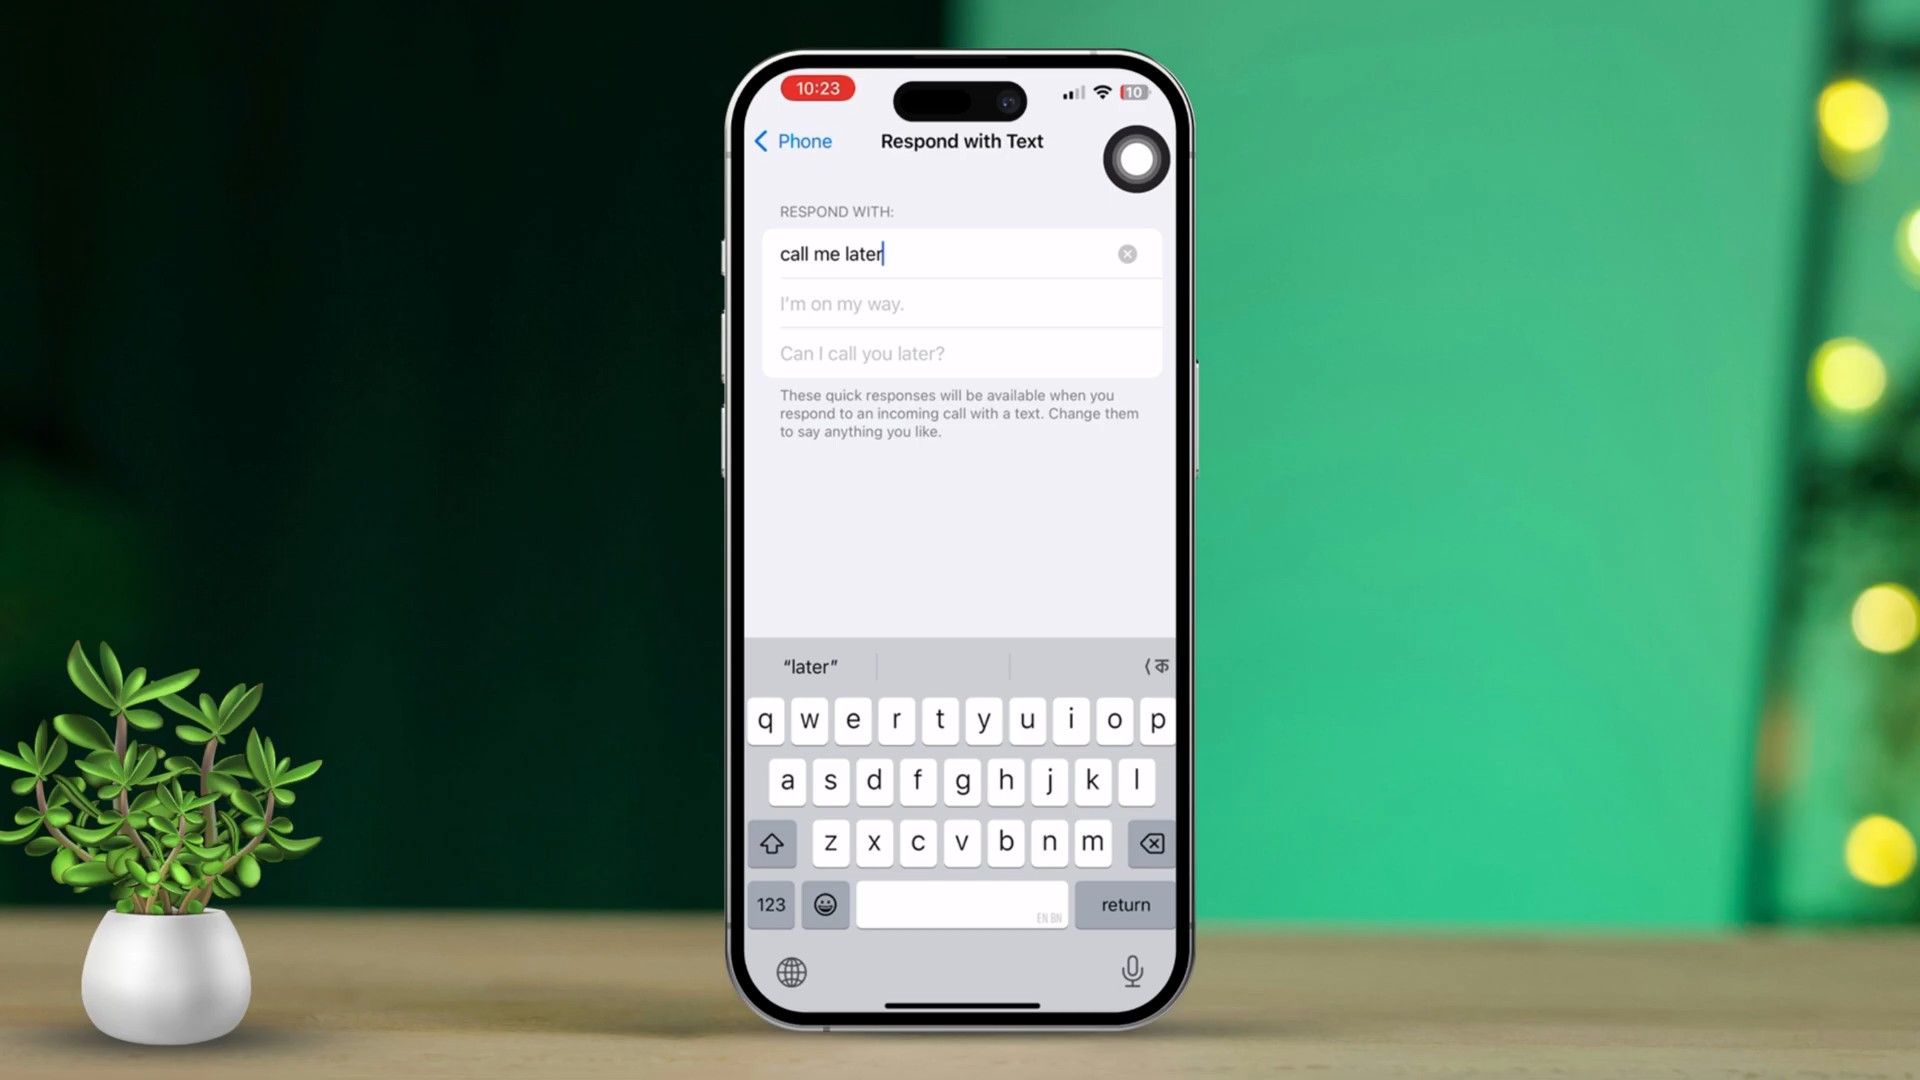 10:23
10
Phone
Respond with Text
RESPOND WITH:
call me later
I'm on my way.
Can I call you later?
These quick responses will be available when you
respond to an incoming call with a text. Change them
to say anything you like.
“later”
⟨ক
q w e r t y u i o p
a s d f g h j k l
z x c v b n m
123
EN BN
return